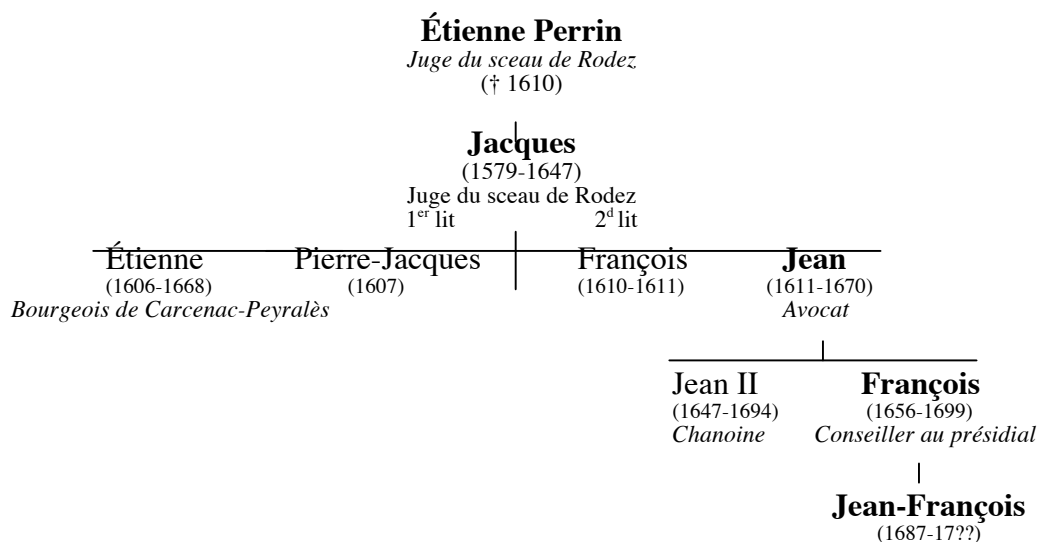 Étienne Perrin
Juge du sceau de Rodez
(† 1610)
Jacques
(1579-1647)
Juge du sceau de Rodez
1er lit 2d lit
Étienne Pierre-Jacques François Jean
(1606-1668) (1607) (1610-1611) (1611-1670)
Bourgeois de Carcenac-Peyralès Avocat
Jean II François
(1647-1694) (1656-1699)
Chanoine Conseiller au présidial
Jean-François
(1687-17??)